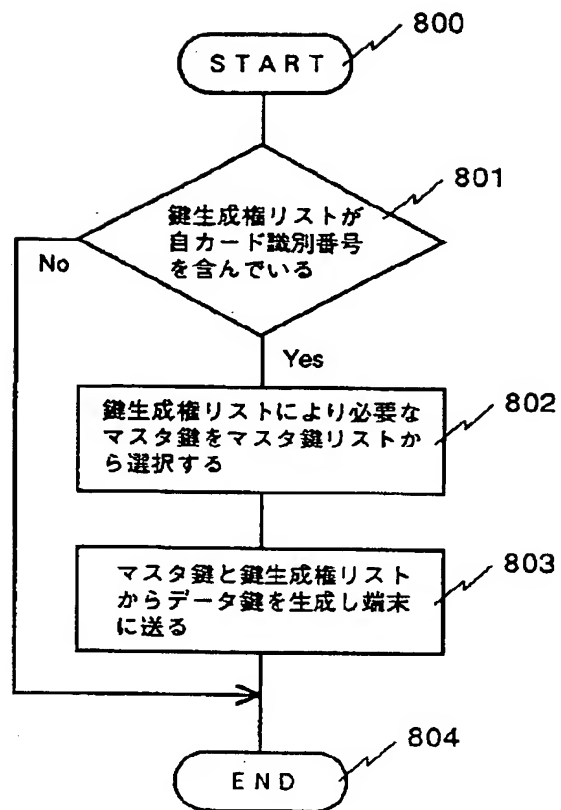 800
START
801
鍵生成権リストが
自カード識別番号
を含んでいる
No
Yes
802
鍵生成権リストにより必要な
マスタ鍵をマスタ鍵リストか
ら選択する
803
マスタ鍵と鍵生成権リスト
からデータ鍵を生成し端末
に送る
804
END